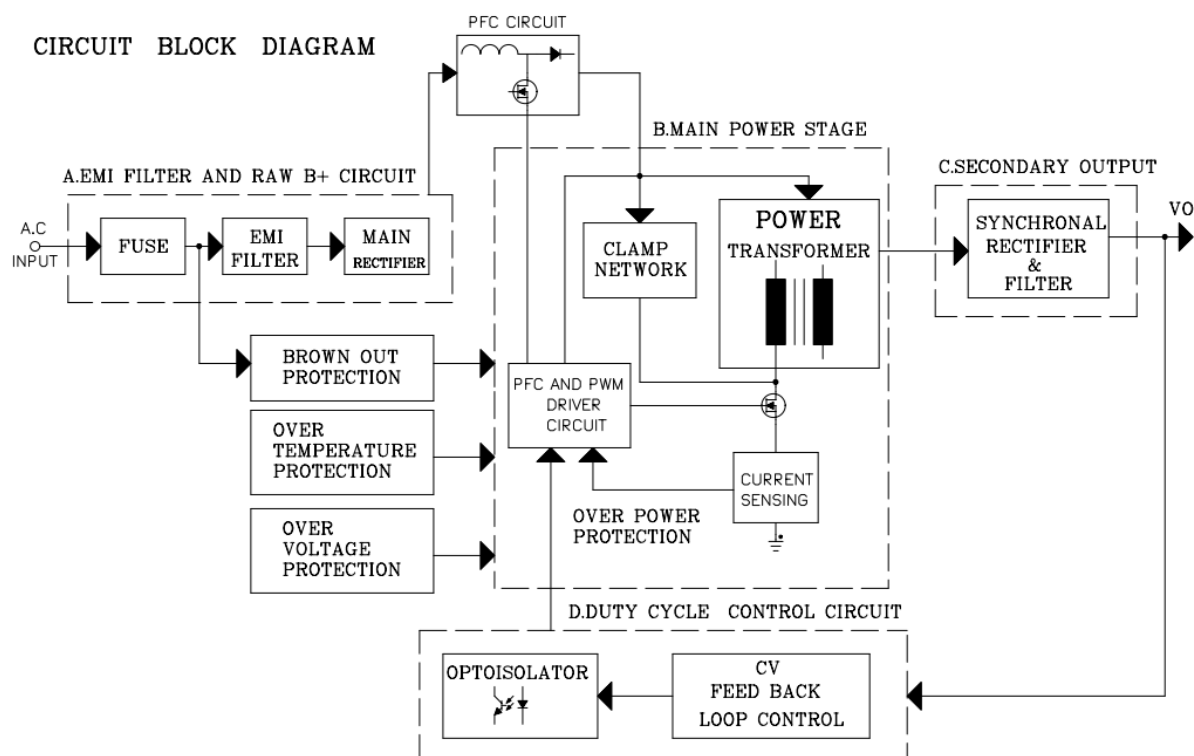 CIRCUIT BLOCK DIAGRAM
PFC CIRCUIT
B.MAIN POWER STAGE
A.EMI FILTER AND RAW B+ CIRCUIT
C.SECONDARY OUTPUT
A.C
INPUT
FUSE
EMI
FILTER
MAIN
RECTIFIER
CLAMP
NETWORK
POWER
TRANSFORMER
SYNCHRONAL
RECTIFIER
&
FILTER
VO
BROWN OUT
PROTECTION
PFC AND PWM
DRIVER
CIRCUIT
OVER
TEMPERATURE
PROTECTION
CURRENT
SENSING
OVER POWER
PROTECTION
OVER
VOLTAGE
PROTECTION
D.DUTY CYCLE CONTROL CIRCUIT
OPTOISOLATOR
CV
FEED BACK
LOOP CONTROL